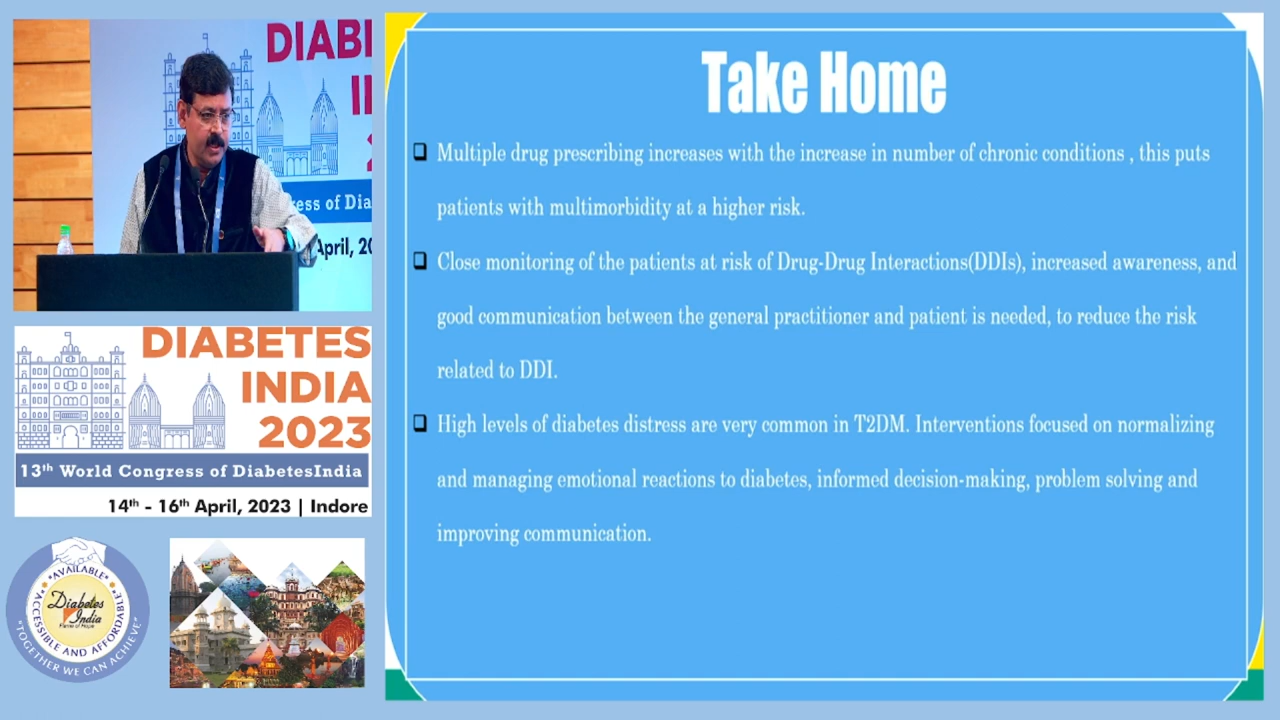 DIABE
ess of Dia
April, 20
DIABETES
INDIA
2023
13th World Congress of DiabetesIndia
14th - 16th April, 2023 | Indore
*AVAILABLE*
*ACCESSIBLE AND AFFORDABLE*
Diabetes
India
"TOGETHER WE CAN ACHIEVE"
Take Home
❑ Multiple drug prescribing increases with the increase in number of chronic conditions , this puts
patients with multimorbidity at a higher risk.
❑ Close monitoring of the patients at risk of Drug-Drug Interactions(DDIs), increased awareness, and
good communication between the general practitioner and patient is needed, to reduce the risk
related to DDI.
❑ High levels of diabetes distress are very common in T2DM. Interventions focused on normalizing
and managing emotional reactions to diabetes, informed decision-making, problem solving and
improving communication.